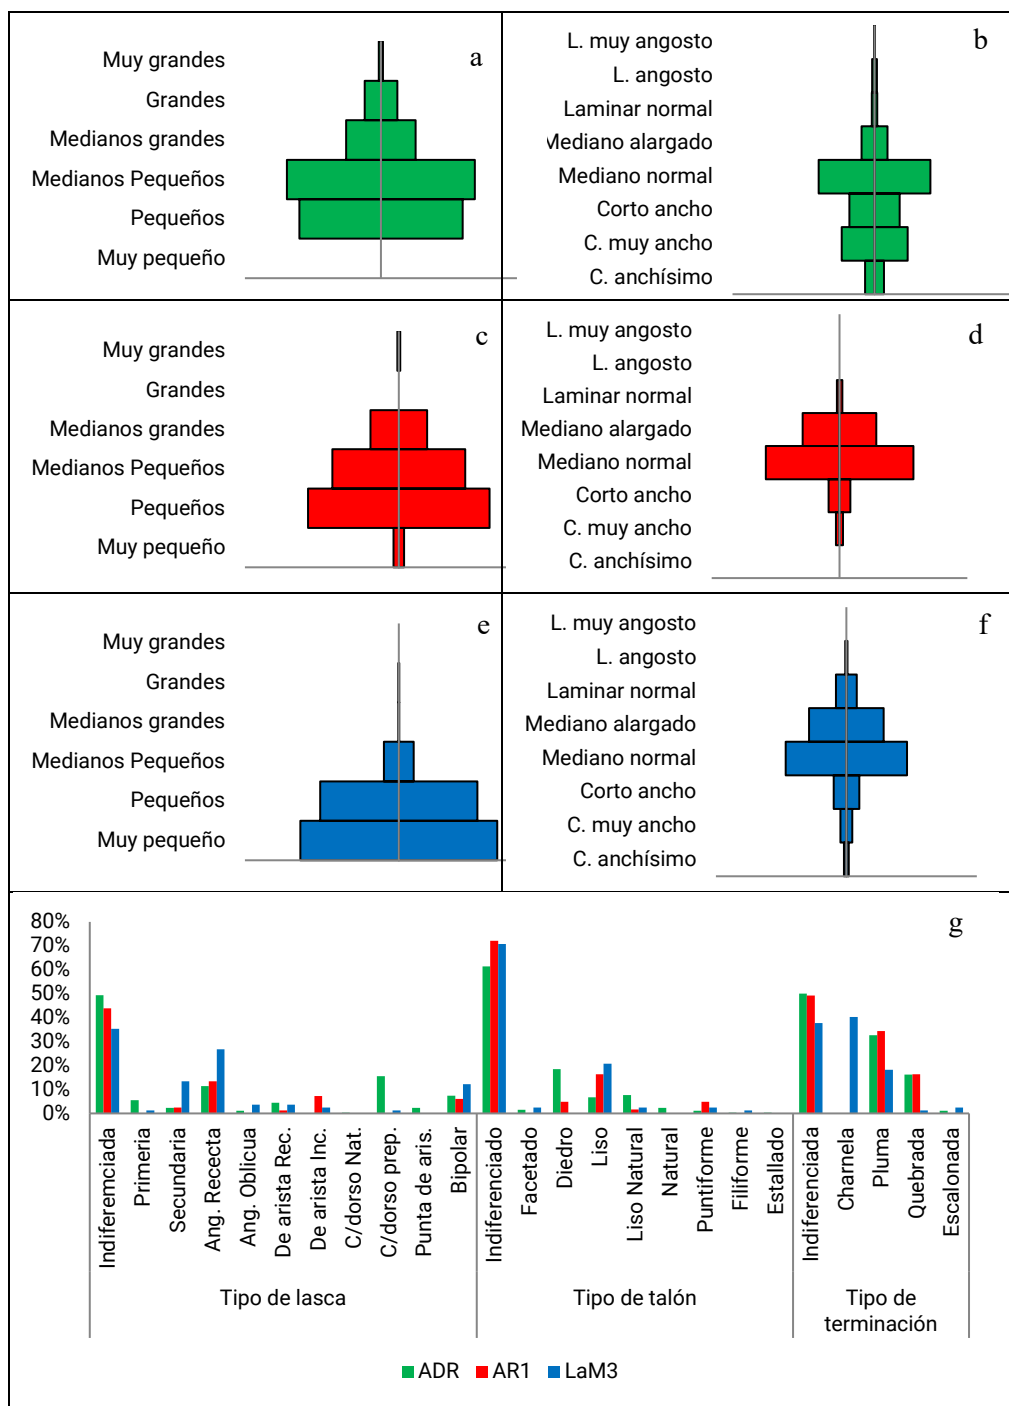 a
Muy grandes
Grandes
Medianos grandes
Medianos Pequeños
Pequeños
Muy pequeño
b
L. muy angosto
L. angosto
Laminar normal
Mediano alargado
Mediano normal
Corto ancho
C. muy ancho
C. anchísimo
c
Muy grandes
Grandes
Medianos grandes
Medianos Pequeños
Pequeños
Muy pequeño
d
L. muy angosto
L. angosto
Laminar normal
Mediano alargado
Mediano normal
Corto ancho
C. muy ancho
C. anchísimo
e
Muy grandes
Grandes
Medianos grandes
Medianos Pequeños
Pequeños
Muy pequeño
f
L. muy angosto
L. angosto
Laminar normal
Mediano alargado
Mediano normal
Corto ancho
C. muy ancho
C. anchísimo
g
80%
70%
60%
50%
40%
30%
20%
10%
0%
Indiferemciada
Primeria
Secundaria
Ang. Rececta
Ang. Oblicua
De arista Rec.
De arista Inc.
C/dorso Nat.
C/dorso prep.
Punta de aris.
Bipolar
Indiferenciado
Facetado
Diedro
Liso
Liso Natural
Natural
Puntiforme
Filiforme
Estallado
Indiferenciada
Charnela
Pluma
Quebrada
Escalonada
Tipo de lasca
Tipo de talón
Tipo de
terminación
ADR AR1 LaM3